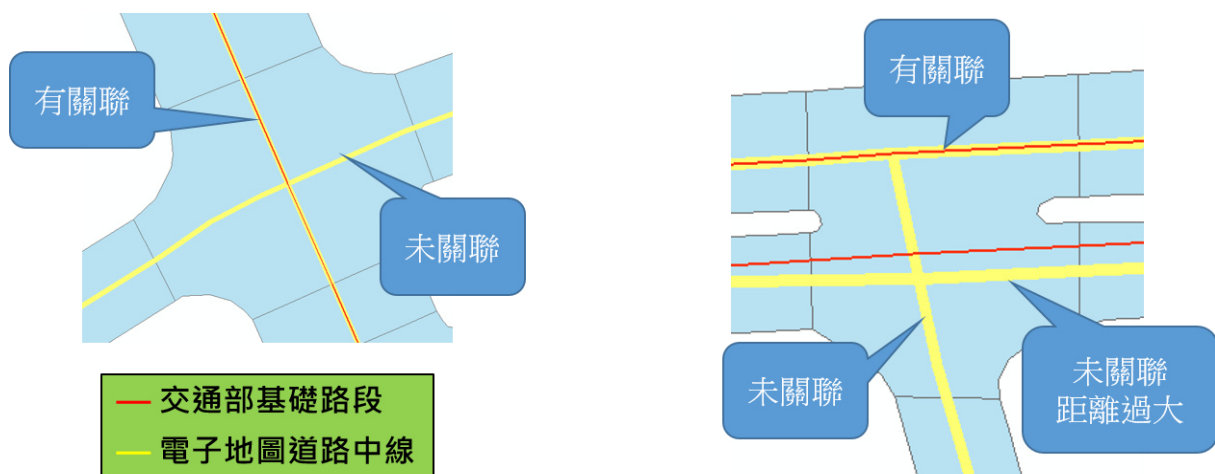 有關聯
未關聯
交通部基礎路段
電子地圖道路中線
有關聯
未關聯
未關聯
距離過大